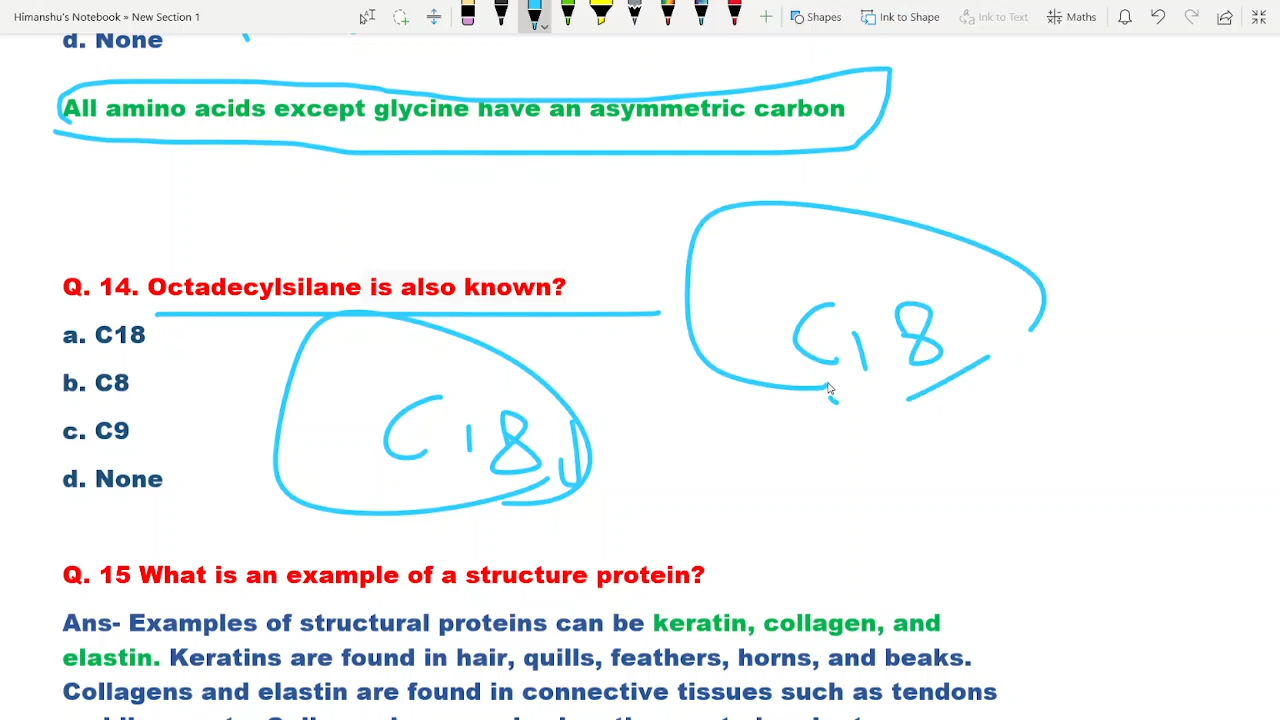 Himanshu's Notebook » New Section 1
Shapes
Ink to Shape
Ink to Text
Maths
d. None
All amino acids except glycine have an asymmetric carbon
Q. 14. Octadecylsilane is also known?
C18
a. C18
b. C8
c. C9
C18
d. None
Q. 15 What is an example of a structure protein?
Ans- Examples of structural proteins can be keratin, collagen, and
elastin. Keratins are found in hair, quills, feathers, horns, and beaks.
Collagens and elastin are found in connective tissues such as tendons